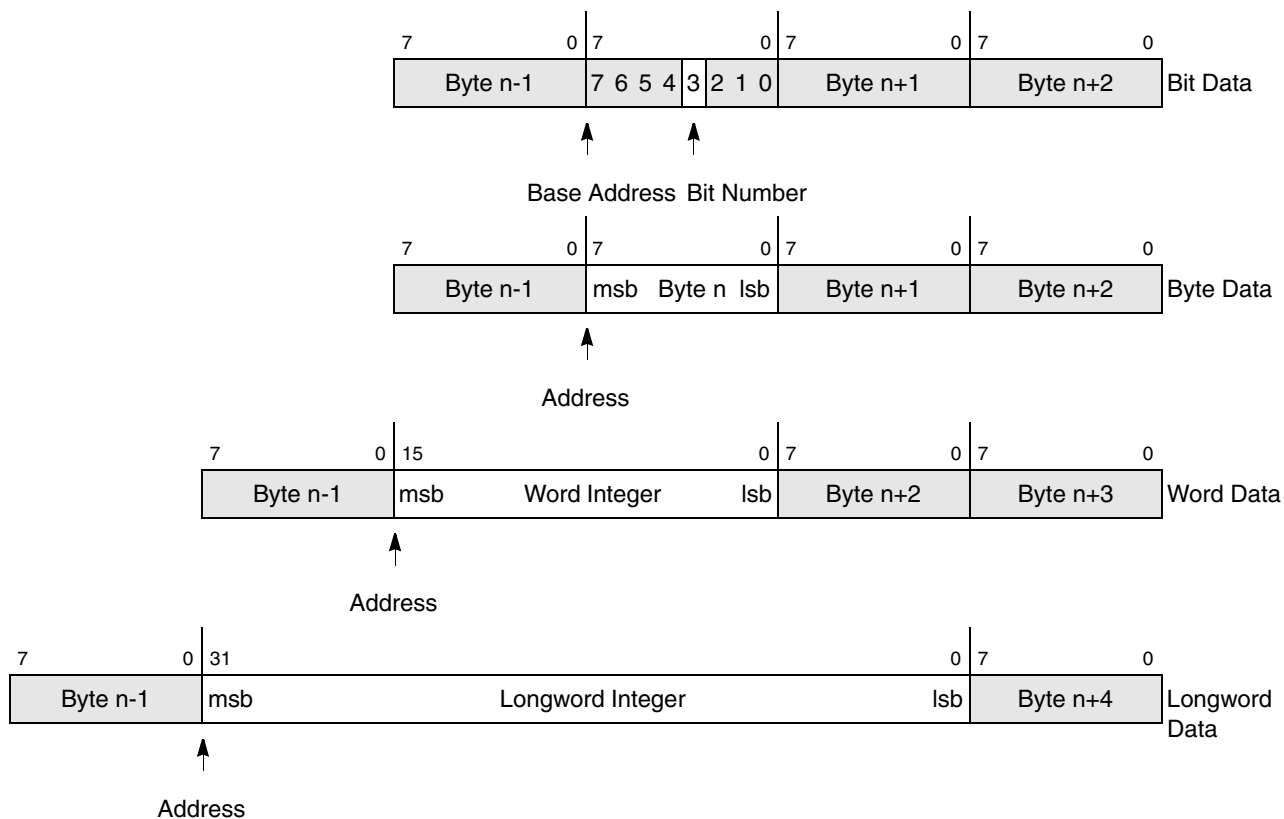 7 0 7 0 7 0 7 0
Byte n-1 7 6 5 4 3 2 1 0 Byte n+1 Byte n+2 Bit Data
Base Address Bit Number
7 0 7 0 7 0 7 0
Byte n-1 msb Byte n lsb Byte n+1 Byte n+2 Byte Data
Address
7 0 15 0 7 0 7 0
Byte n-1 msb Word Integer lsb Byte n+2 Byte n+3 Word Data
Address
7 0 31 0 7 0
Byte n-1 msb Longword Integer lsb Byte n+4 Longword
Data
Address